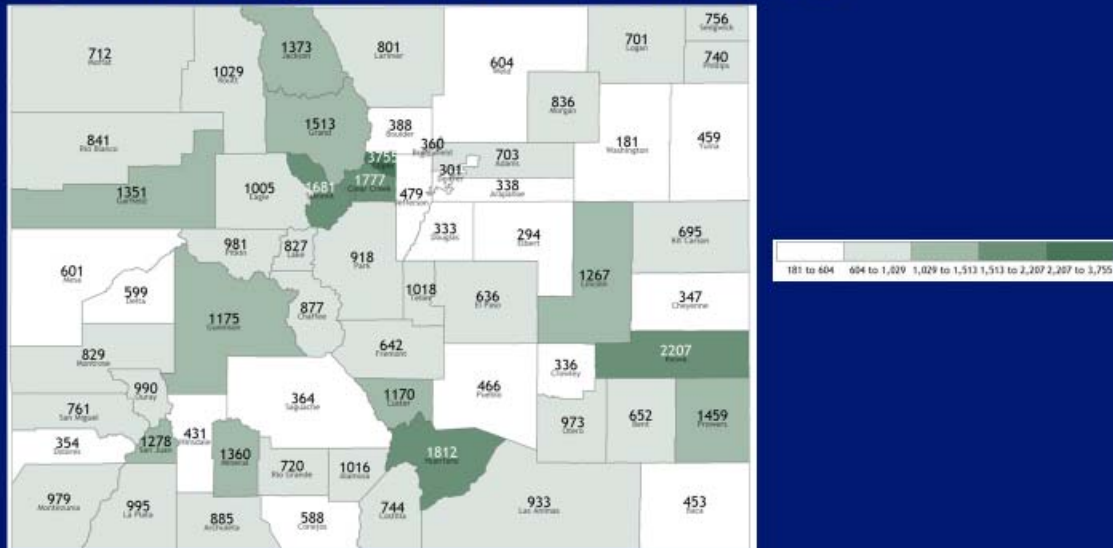 712
Moffat
1029
Routt
1373
Jackson
801
Larimer
604
Weld
701
Logan
756
Sedgwick
740
Phillips
836
Morgan
181
Washington
459
Yuma
841
Rio Blanco
1513
Grand
388
Boulder
360
Broomfield
703
Adams
3755
301
Denver
338
Arapahoe
1351
Garfield
1005
Eagle
1681
1777
Clear Creek
479
Jefferson
333
Douglas
294
Elbert
695
Kit Carson
981
Pitkin
827
Lake
918
Park
1267
Lincoln
601
Mesa
599
Delta
1018
Teller
636
El Paso
347
Cheyenne
877
Chaffee
1175
Gunnison
642
Fremont
2207
Kiowa
829
Montrose
336
Crowley
466
Pueblo
990
Ouray
364
Saguache
1170
Custer
761
San Miguel
973
Otero
652
Bent
1459
Prowers
354
Dolores
1278
San Juan
431
Hinsdale
1360
Mineral
720
Rio Grande
1016
Alamosa
1812
Huerfano
979
Montezuma
995
La Plata
885
Archuleta
588
Conejos
744
Costilla
933
Las Animas
453
Baca
181 to 604 604 to 1,029 1,029 to 1,513 1,513 to 2,207 2,207 to 3,755